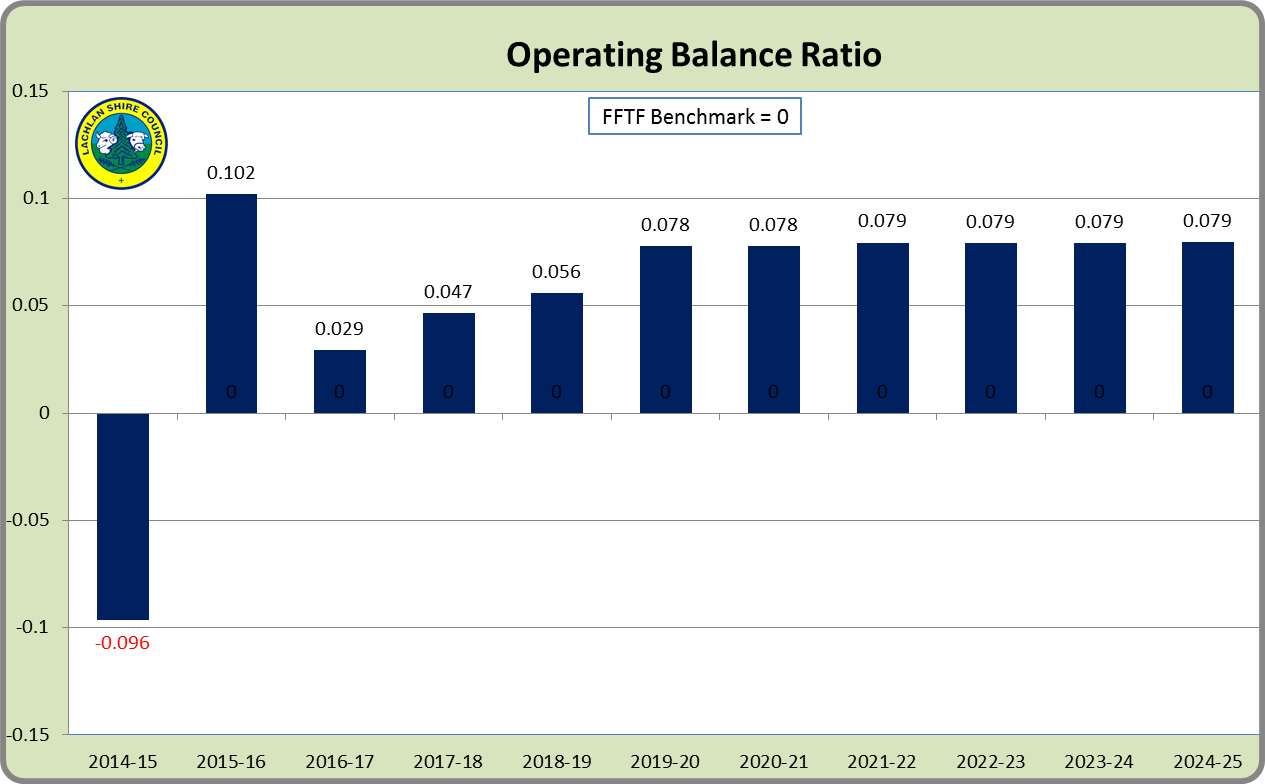 Operating Balance Ratio
0.15
LACHLAN SHIRE COUNCIL
FFTF Benchmark = 0
0.102
0.1
0.078 0.078 0.079 0.079 0.079 0.079
0.056
0.05
0.047
0.029
0 0 0 0 0 0 0 0 0 0
0
-0.05
-0.1
-0.096
-0.15
2014-15 2015-16 2016-17 2017-18 2018-19 2019-20 2020-21 2021-22 2022-23 2023-24 2024-25